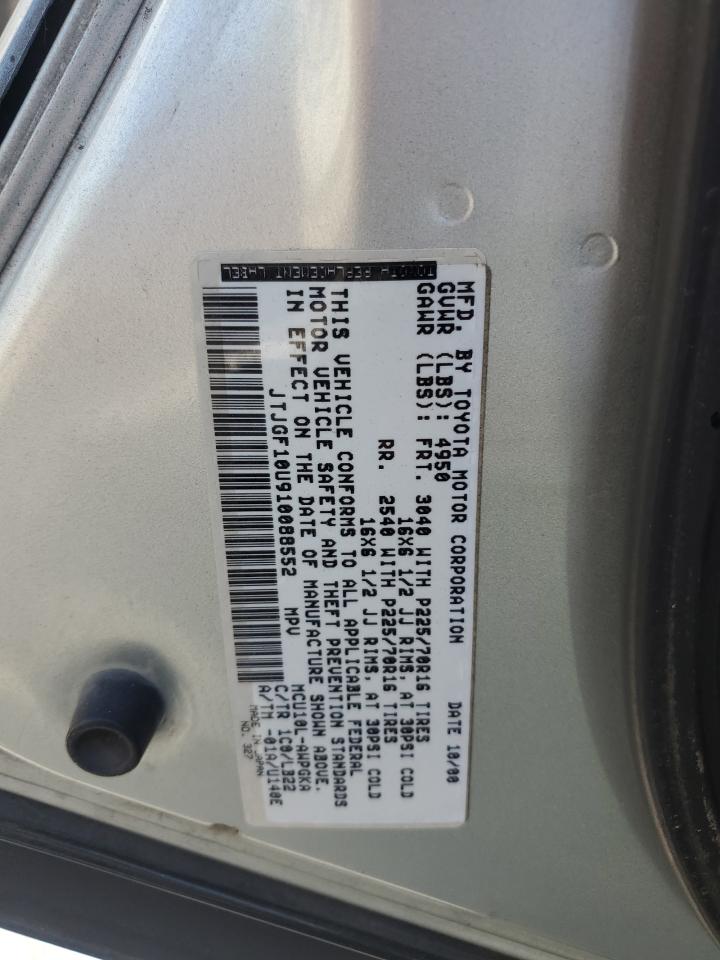 MFD. BY TOYOTA MOTOR CORPORATION DATE 10/00
GVWR (LBS): 4950
GAWR (LBS): FRT. 3040 WITH P225/70R16 TIRES
16X6 1/2 JJ RIMS, AT 30PSI COLD
RR. 2540 WITH P225/70R16 TIRES
16X6 1/2 JJ RIMS, AT 30PSI COLD
THIS VEHICLE CONFORMS TO ALL APPLICABLE FEDERAL
MOTOR VEHICLE SAFETY AND THEFT PREVENTION STANDARDS
IN EFFECT ON THE DATE OF MANUFACTURE SHOWN ABOVE.
JTJGF10U910088552 MPV MCU10L-AWPGKA
C/TR 1C0/LB22
A/TM -01A/U140E
MADE IN JAPAN
NO. 327
TOYOTA REPLACEMENT LABEL